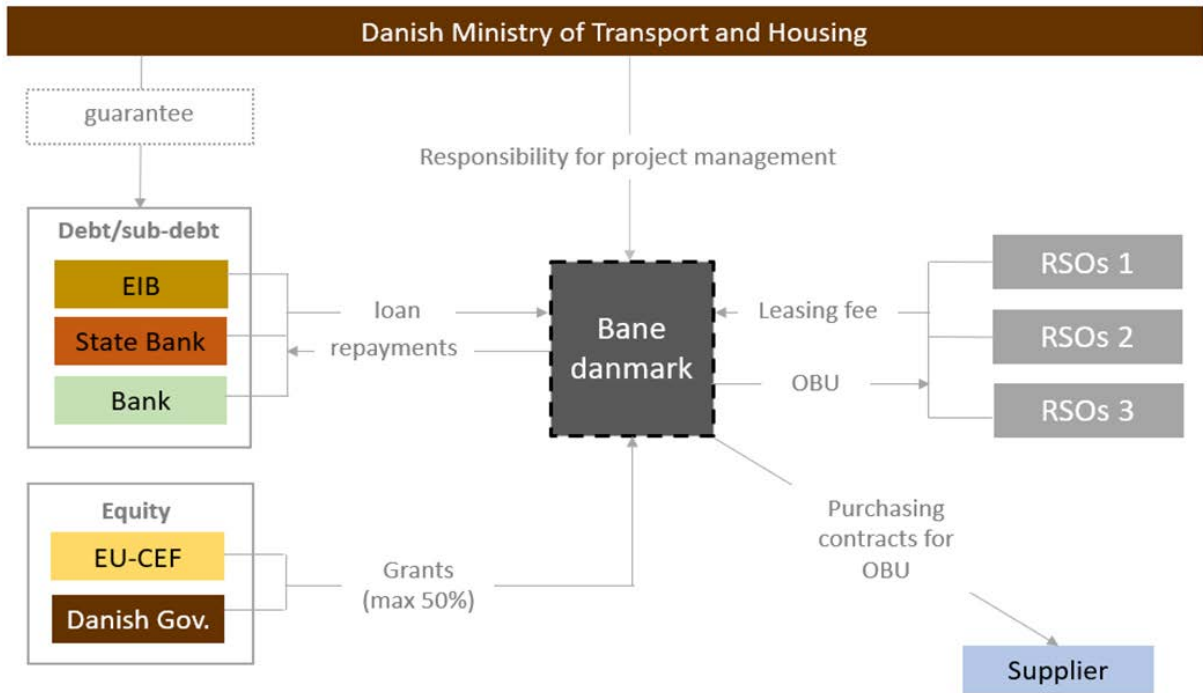 Danish Ministry of Transport and Housing
guarantee
Responsibility for project management
Debt/sub-debt
EIB
State Bank
Bank
loan
repayments
Bane
danmark
Leasing fee
OBU
RSOs 1
RSOs 2
RSOs 3
Equity
EU-CEF
Danish Gov.
Grants
(max 50%)
Purchasing
contracts for
OBU
Supplier